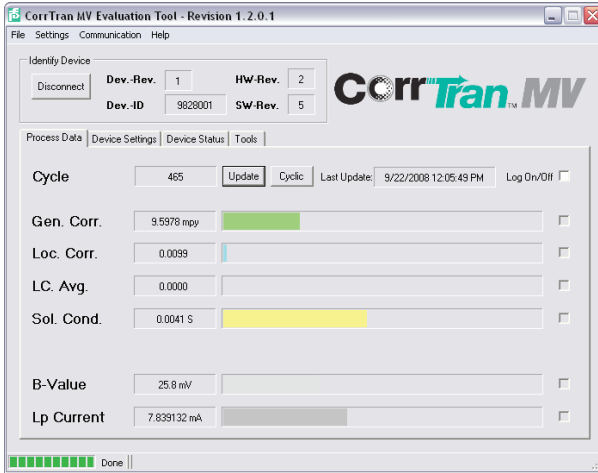 CorrTran MV Evaluation Tool - Revision 1.2.0.1
File Settings Communication Help
Identify Device
Disconnect Dev.-Rev. 1 HW-Rev. 2
Dev.-ID 9828001 SW-Rev. 5
CorrTran™ MV
Process Data Device Settings Device Status Tools
Cycle 465 Update Cyclic Last Update: 9/22/2008 12:05:49 PM Log On/Off
Gen. Corr. 9.5978 mpy
Loc. Corr. 0.0099
LC. Avg. 0.0000
Sol. Cond. 0.0041 S
B-Value 25.8 mV
Lp Current 7.839132 mA
Done